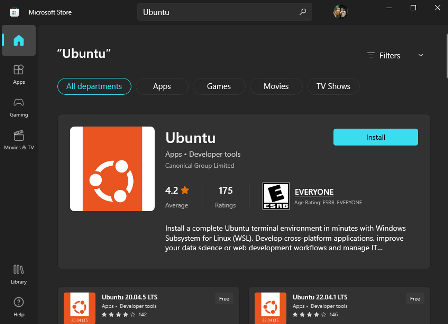 Microsoft Store
Ubuntu
"Ubuntu"
Filters
All departments
Apps
Games
Movies
TV Shows
Apps
Gaming
Movies & TV
Library
Help
Ubuntu
Install
Apps • Developer tools
Canonical Group Limited
4.2
Average
175
Ratings
E
ESRB
EVERYONE
Age Rating: ESRB: EVERYONE
Install a complete Ubuntu terminal environment in minutes with Windows
Subsystem for Linux (WSL). Develop cross-platform applications, improve
your data science or web development workflows and manage IT...
Ubuntu 20.04.5 LTS
Free
Apps • Developer tools
Ubuntu 22.04.1 LTS
Free
Apps • Developer tools
146